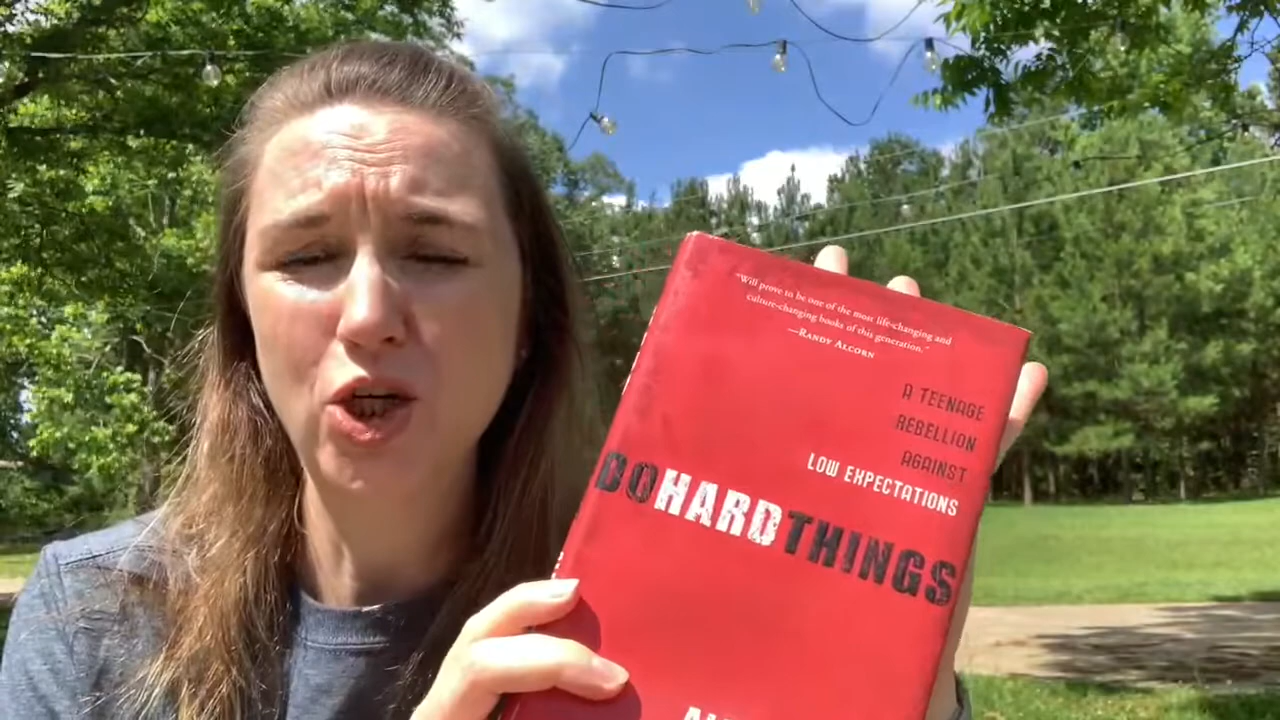 "Will prove to be one of the most life-changing and
culture-changing books of this generation."
—RANDY ALCORN
A TEENAGE
REBELLION
AGAINST
LOW EXPECTATIONS
DOHARDTHINGS